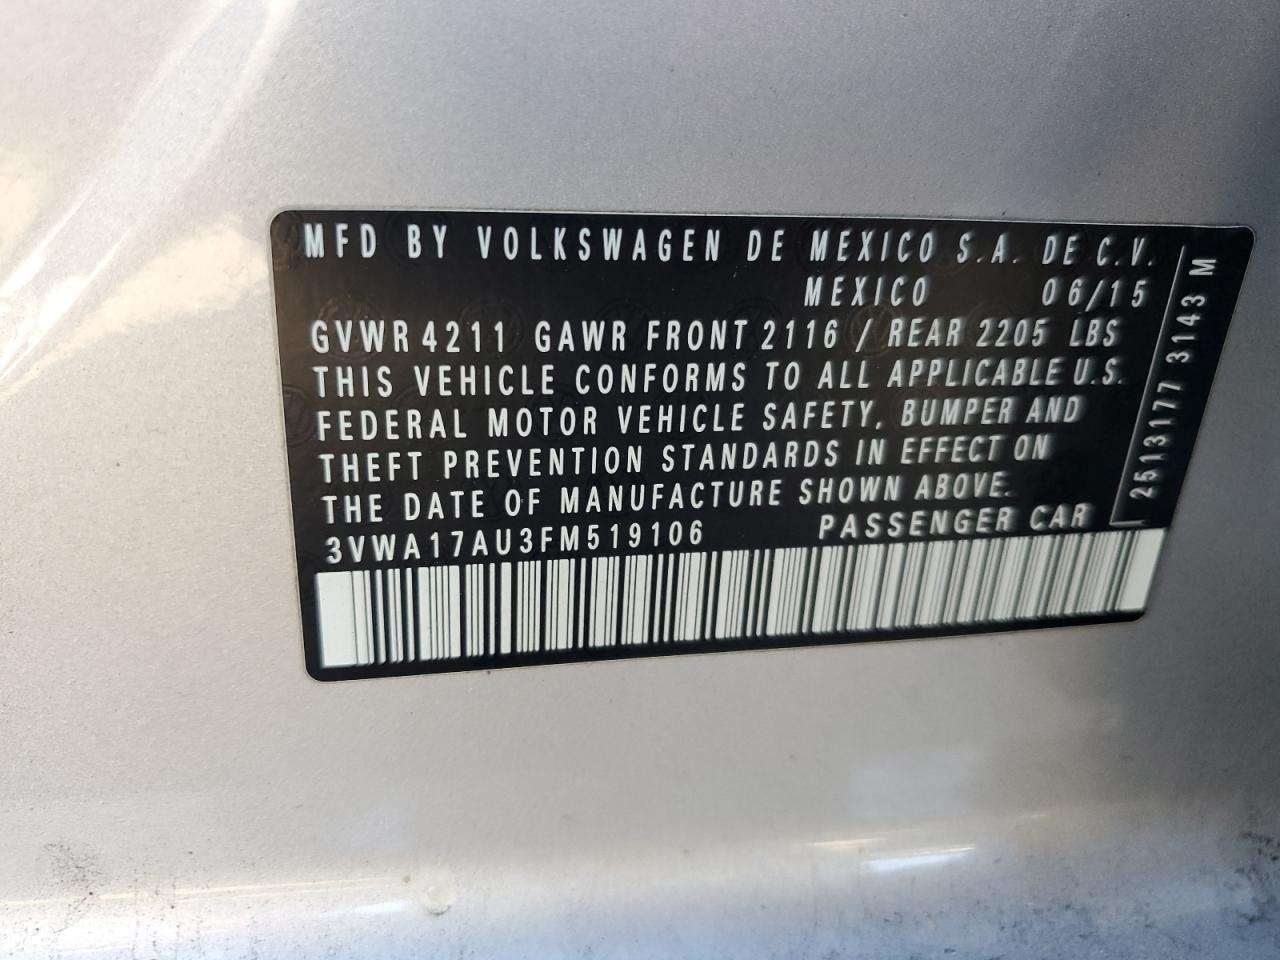 MFD BY VOLKSWAGEN DE MEXICO S.A. DE C.V.
MEXICO 06/15
GVWR 4211 GAWR FRONT 2116 / REAR 2205 LBS
THIS VEHICLE CONFORMS TO ALL APPLICABLE U.S.
FEDERAL MOTOR VEHICLE SAFETY, BUMPER AND
THEFT PREVENTION STANDARDS IN EFFECT ON
THE DATE OF MANUFACTURE SHOWN ABOVE.
3VWA17AU3FM519106 PASSENGER CAR
2513177 3143 M